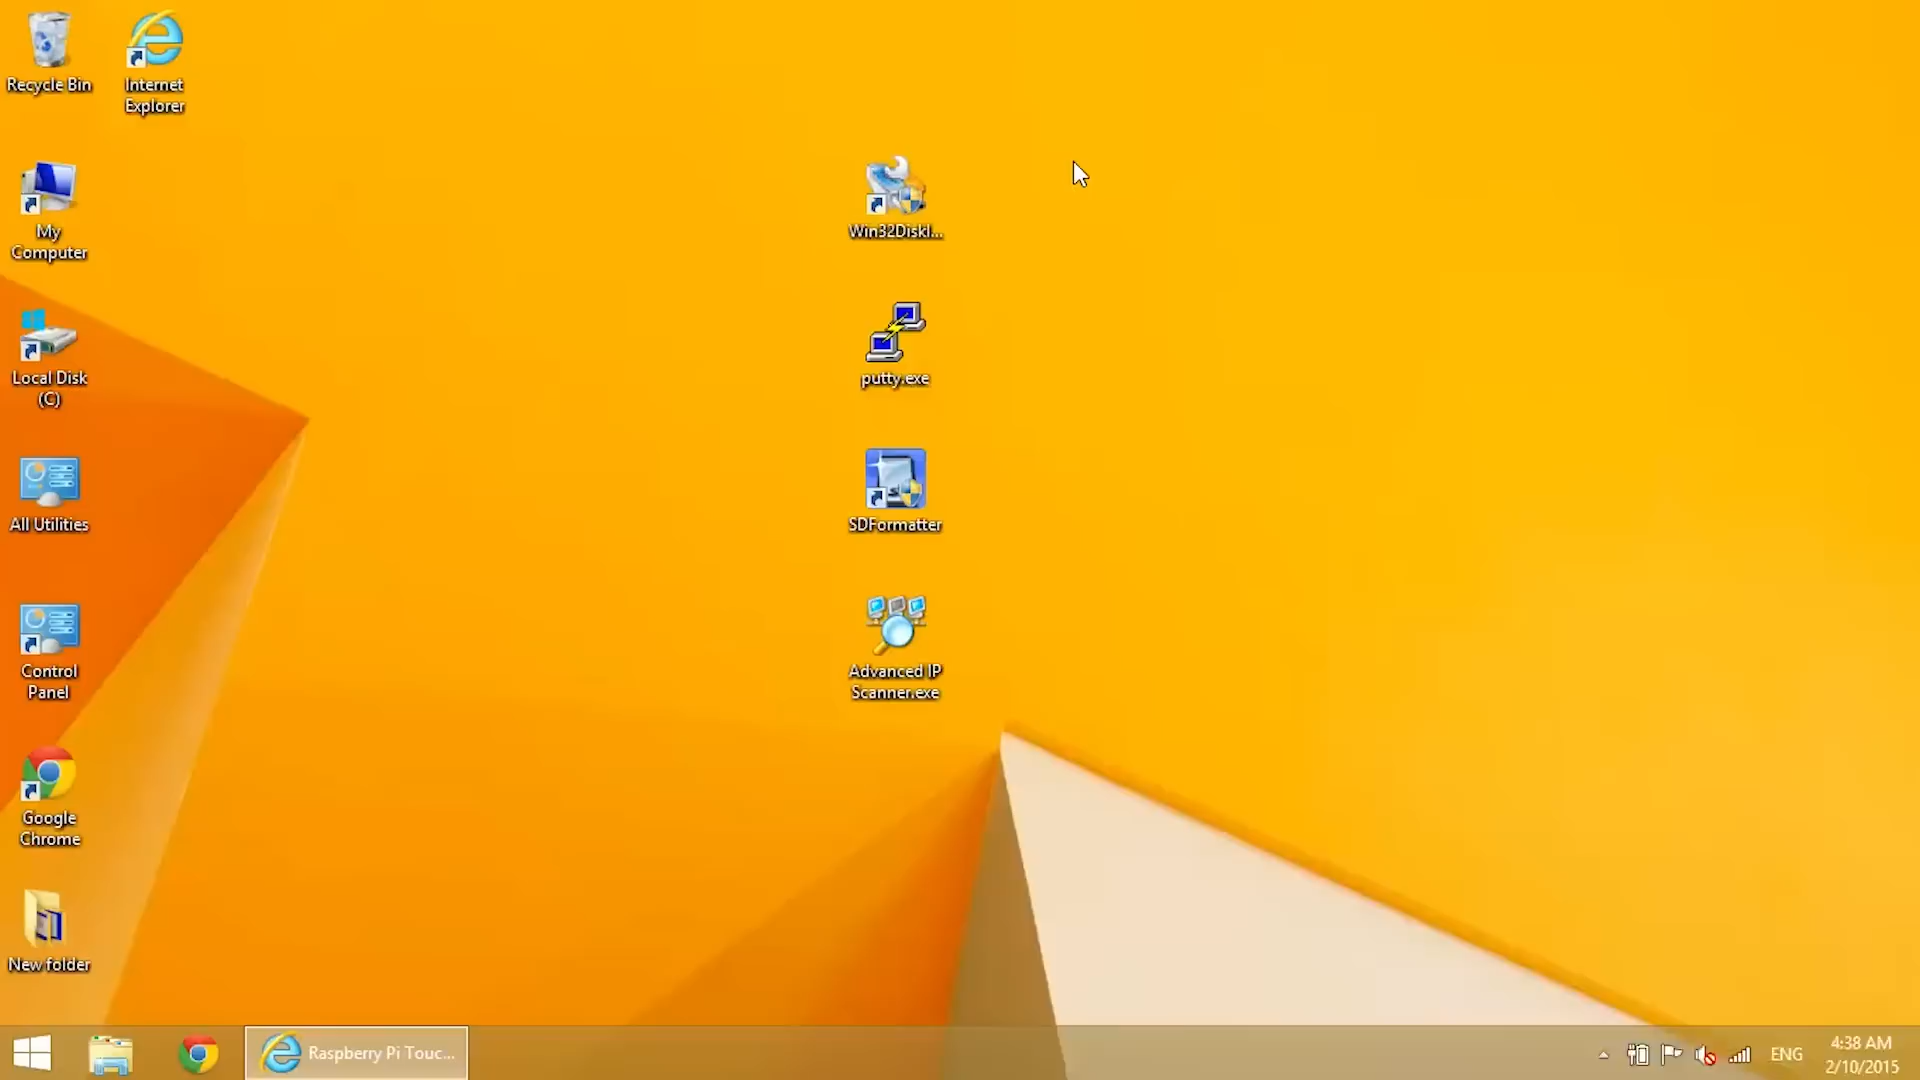 Recycle Bin
Internet
Explorer
My
Computer
Local Disk
(C)
All Utilities
Control
Panel
Google
Chrome
New folder
Win32DiskI...
putty.exe
SDFormatter
Advanced IP
Scanner.exe
Raspberry Pi Touc...
ENG
4:38 AM
2/10/2015